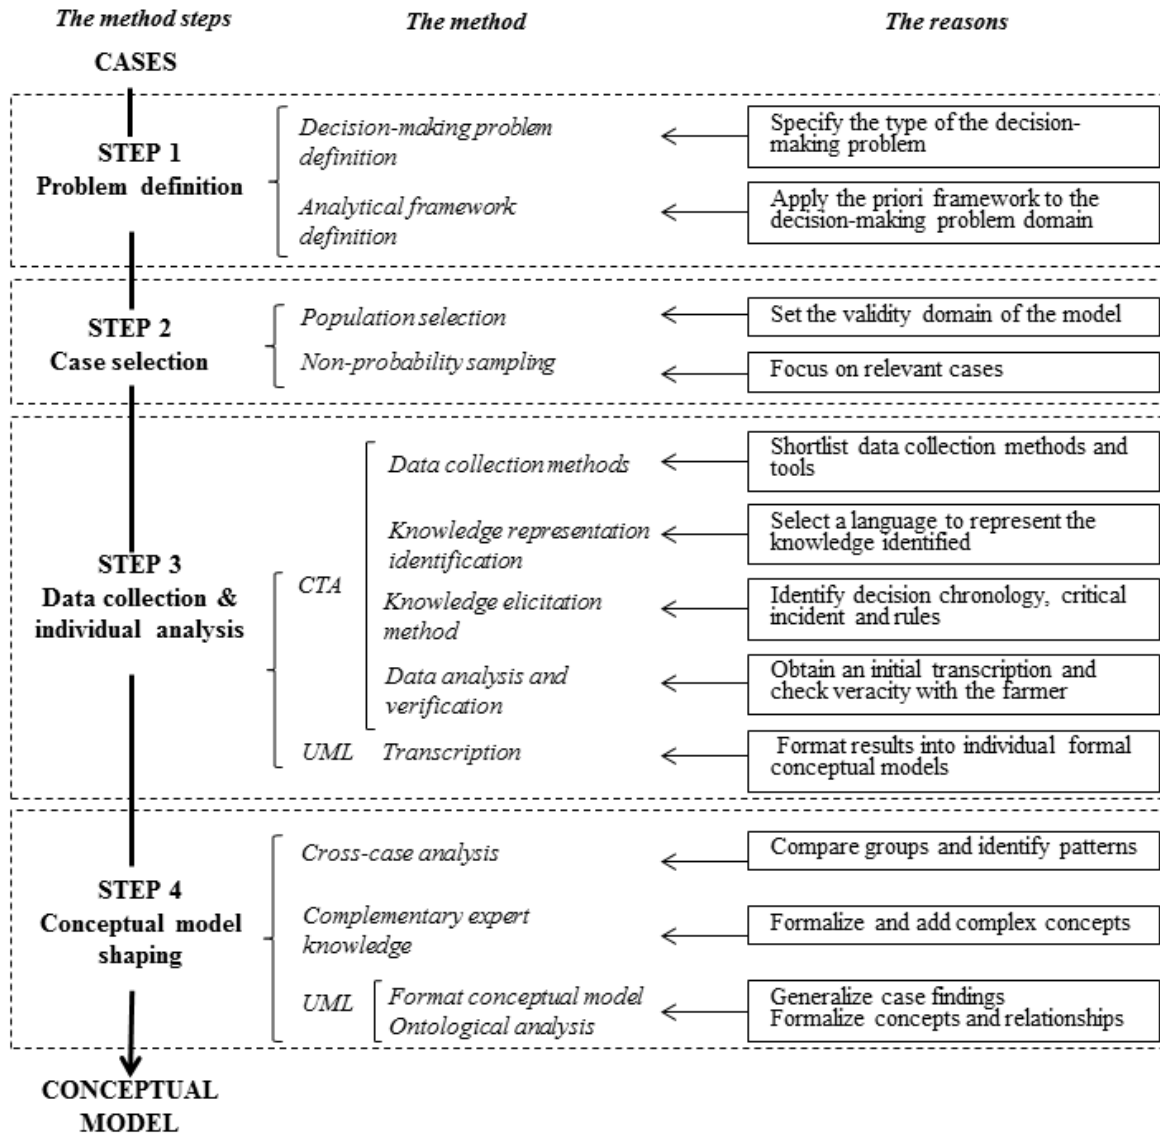 The method steps
The method
The reasons
CASES
STEP 1
Problem definition
Decision-making problem
definition
Specify the type of the decision-
making problem
Analytical framework
definition
Apply the priori framework to the
decision-making problem domain
STEP 2
Case selection
Population selection
Set the validity domain of the model
Non-probability sampling
Focus on relevant cases
STEP 3
Data collection &
individual analysis
CTA
Data collection methods
Shortlist data collection methods and
tools
Knowledge representation
identification
Select a language to represent the
knowledge identified
Knowledge elicitation
method
Identify decision chronology, critical
incident and rules
Data analysis and
verification
Obtain an initial transcription and
check veracity with the farmer
UML
Transcription
Format results into individual formal
conceptual models
STEP 4
Conceptual model
shaping
Cross-case analysis
Compare groups and identify patterns
Complementary expert
knowledge
Formalize and add complex concepts
UML
Format conceptual model
Ontological analysis
Generalize case findings
Formalize concepts and relationships
CONCEPTUAL
MODEL